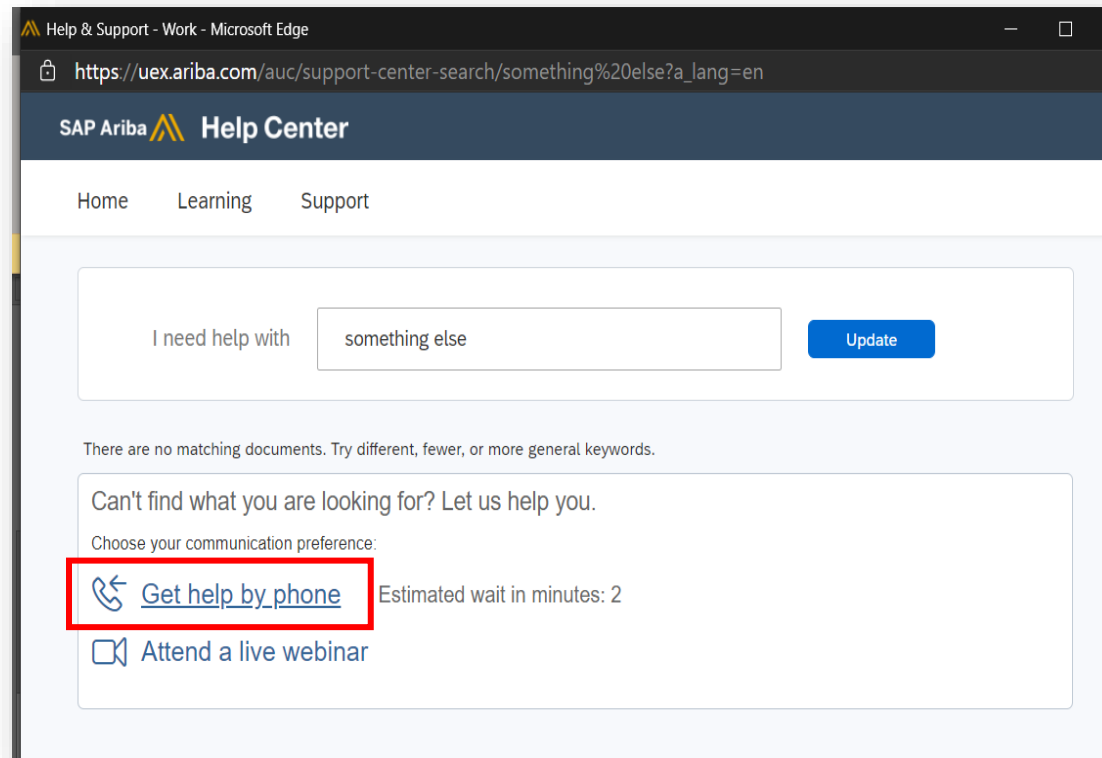 Help & Support - Work - Microsoft Edge
https://uex.ariba.com/auc/support-center-search/something%20else?a_lang=en
SAP Ariba Help Center
Home Learning Support
I need help with something else Update
There are no matching documents. Try different, fewer, or more general keywords.
Can't find what you are looking for? Let us help you.
Choose your communication preference:
Get help by phone Estimated wait in minutes: 2
Attend a live webinar